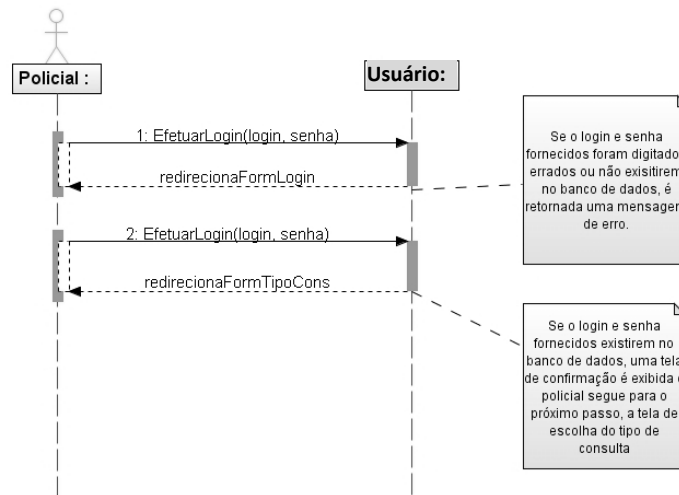 Policial :
Usuário:
1: EfetuarLogin(login, senha)
redirecionaFormLogin
Se o login e senha
fornecidos foram digitado
errados ou não exisitirem
no banco de dados, é
retornada uma mensagen
de erro.
2: EfetuarLogin(login, senha)
redirecionaFormTipoCons
Se o login e senha
fornecidos existirem no
banco de dados, uma tela
de confirmação é exibida
policial segue para o
próximo passo, a tela de
escolha do tipo de
consulta